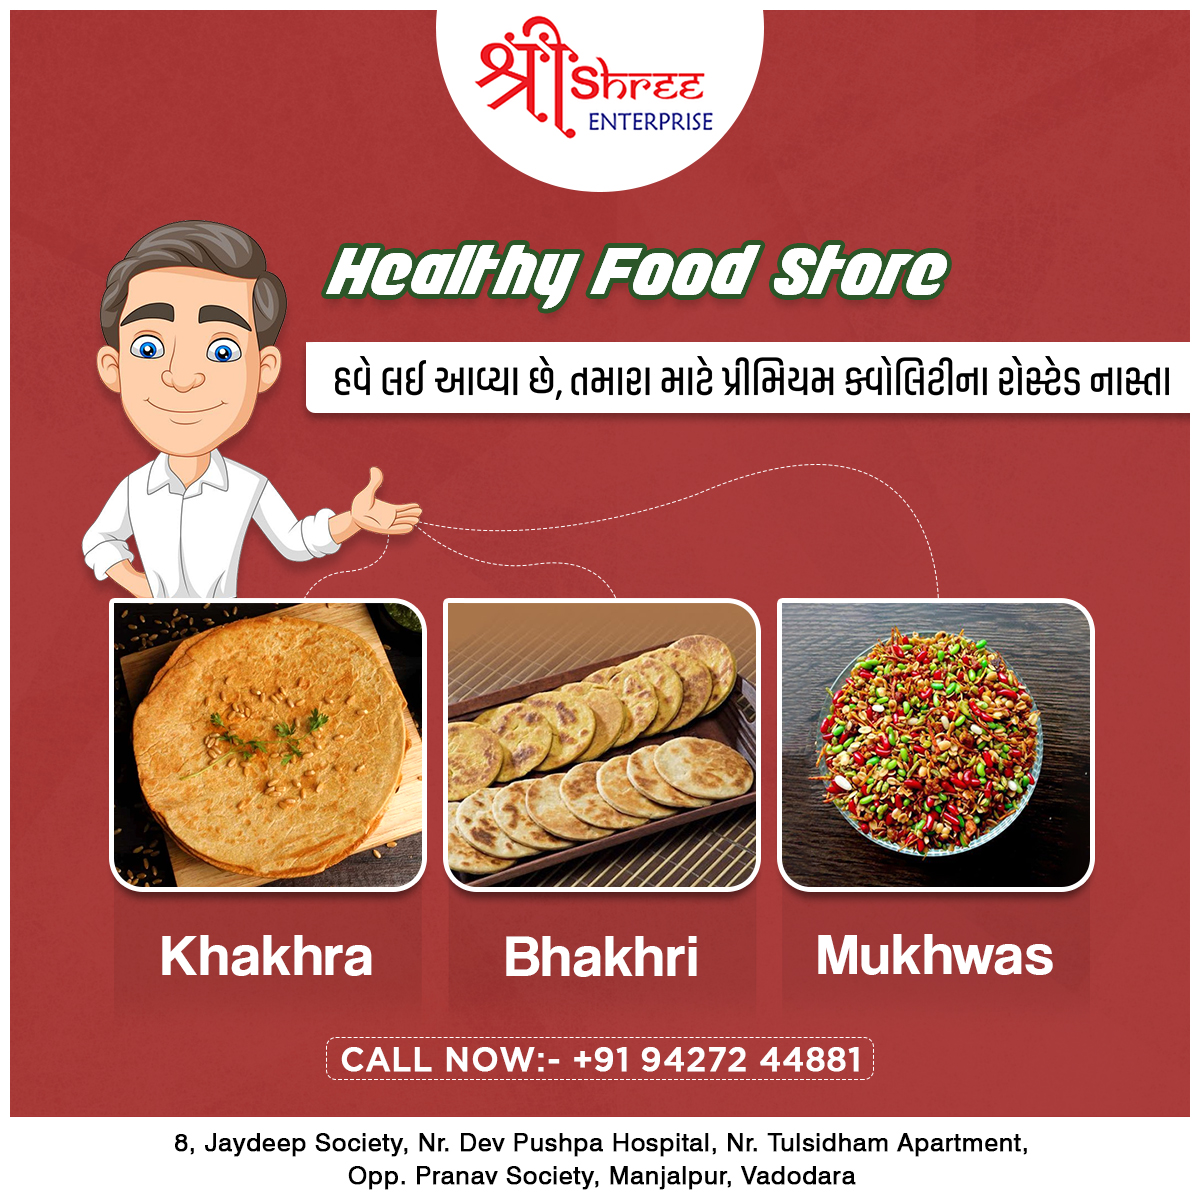 श्री Shree
ENTERPRISE
Healthy Food Store
હવે લઈ આવ્યા છે, તમારા માટે પ્રીમિયમ ક્વોલિટીના રોસ્ટેડ નાસ્તા
Khakhra
Bhakhri
Mukhwas
CALL NOW:- +91 94272 44881
8, Jaydeep Society, Nr. Dev Pushpa Hospital, Nr. Tulsidham Apartment,
Opp. Pranav Society, Manjalpur, Vadodara